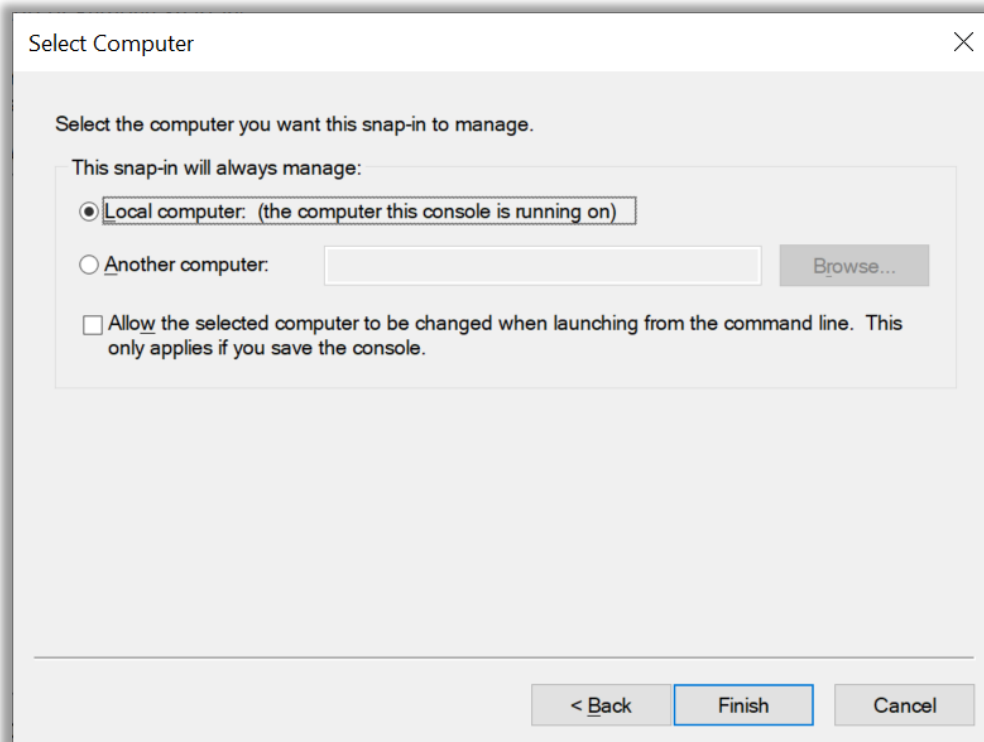 Select Computer
Select the computer you want this snap-in to manage.
This snap-in will always manage:
Local computer:  (the computer this console is running on)
Another computer:
Browse...
Allow the selected computer to be changed when launching from the command line.  This
only applies if you save the console.
< Back
Finish
Cancel